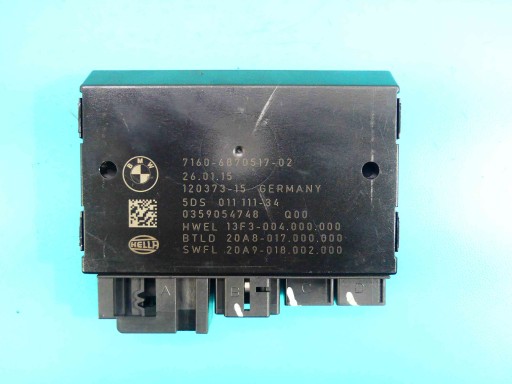 BMW
7160-6870517-02
26.01.15
120373-15 GERMANY
5DS 011 111-34
0359054748 Q00
HWEL 13F3-004.000.000
BTLD 20A8-017.000.000
SWFL 20A9-018.002.000
HELLA
A B C D